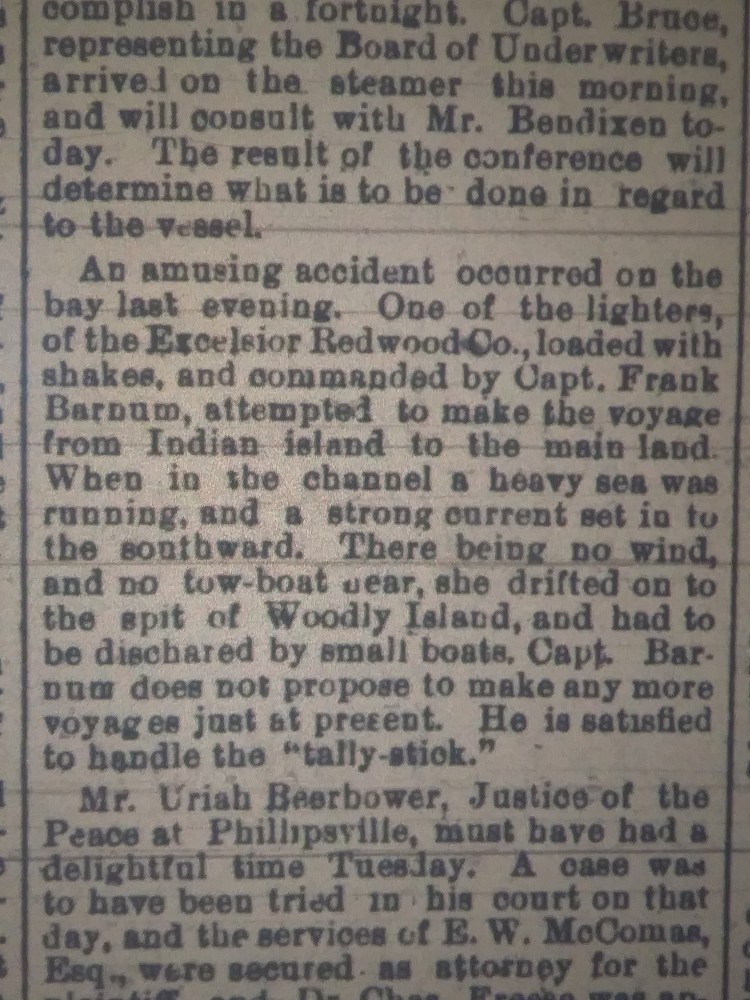 complish in a fortnight. Capt. Bruce,
representing the Board of Underwriters,
arrived on the steamer this morning,
and will consult with Mr. Bendixen to-
day. The result of the conference will
determine what is to be done in regard
to the vessel.
An amusing accident occurred on the
bay last evening. One of the lighters,
of the Excelsior Redwood Co., loaded with
shakes, and commanded by Capt. Frank
Barnum, attempted to make the voyage
from Indian island to the main land.
When in the channel a heavy sea was
running, and a strong current set in to
the southward. There being no wind,
and no tow-boat near, she drifted on to
the spit of Woodly Island, and had to
be dischared by small boats. Capt. Bar-
num does not propose to make any more
voyages just at present. He is satisfied
to handle the "tally-stick."
Mr. Uriah Beerbower, Justice of the
Peace at Phillipsville, must have had a
delightful time Tuesday. A case was
to have been tried in his court on that
day, and the services of E. W. McComas,
Esq., were secured as attorney for the
plaintiff, and Dr. Chas.